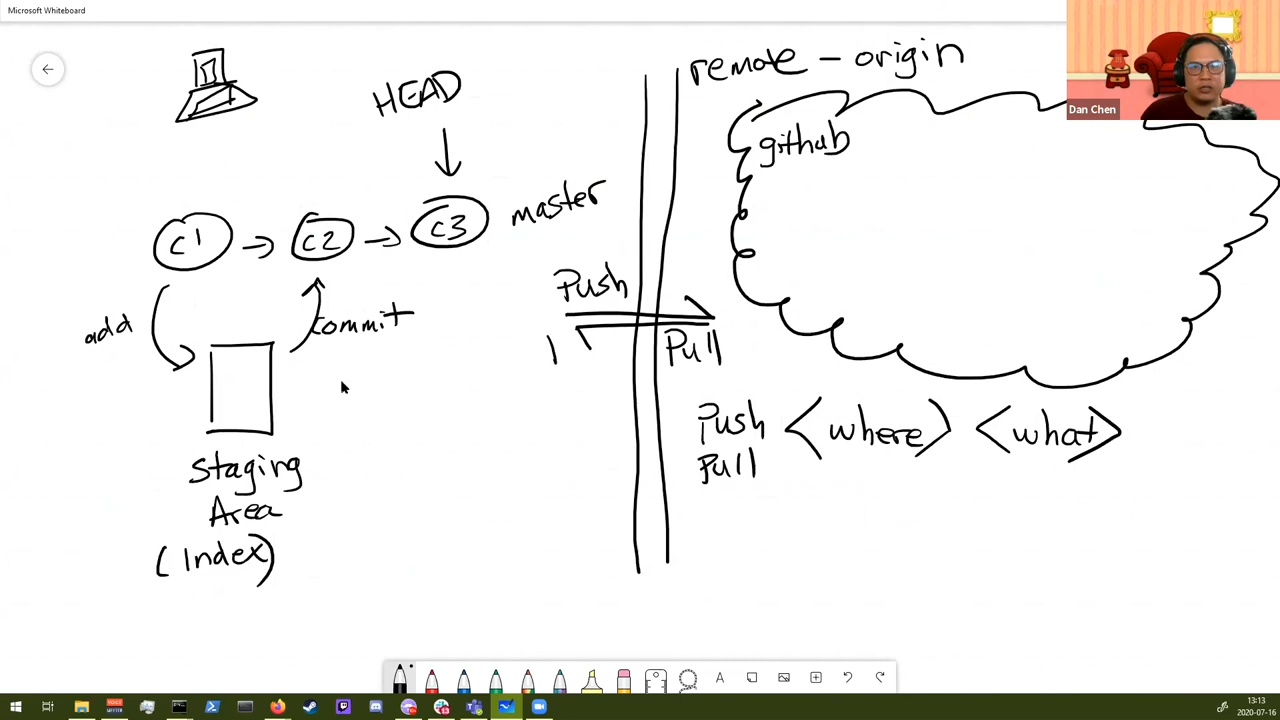 Microsoft Whiteboard
Dan Chen
HEAD
remote - origin
github
c1 → c2 → c3 master
add
commit
Push
Pull
Staging
Area
(Index)
Push <where> <what>
Pull
13:13
2020-07-16